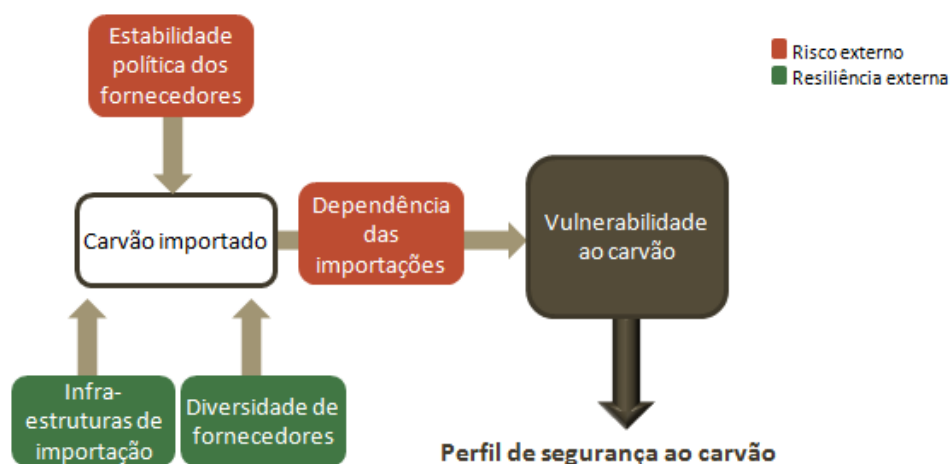 Estabilidade
política dos
fornecedores
Risco externo
Resiliência externa
Carvão importado
Dependência
das
importações
Vulnerabilidade
ao carvão
Infra-
estruturas de
importação
Diversidade de
fornecedores
Perfil de segurança ao carvão